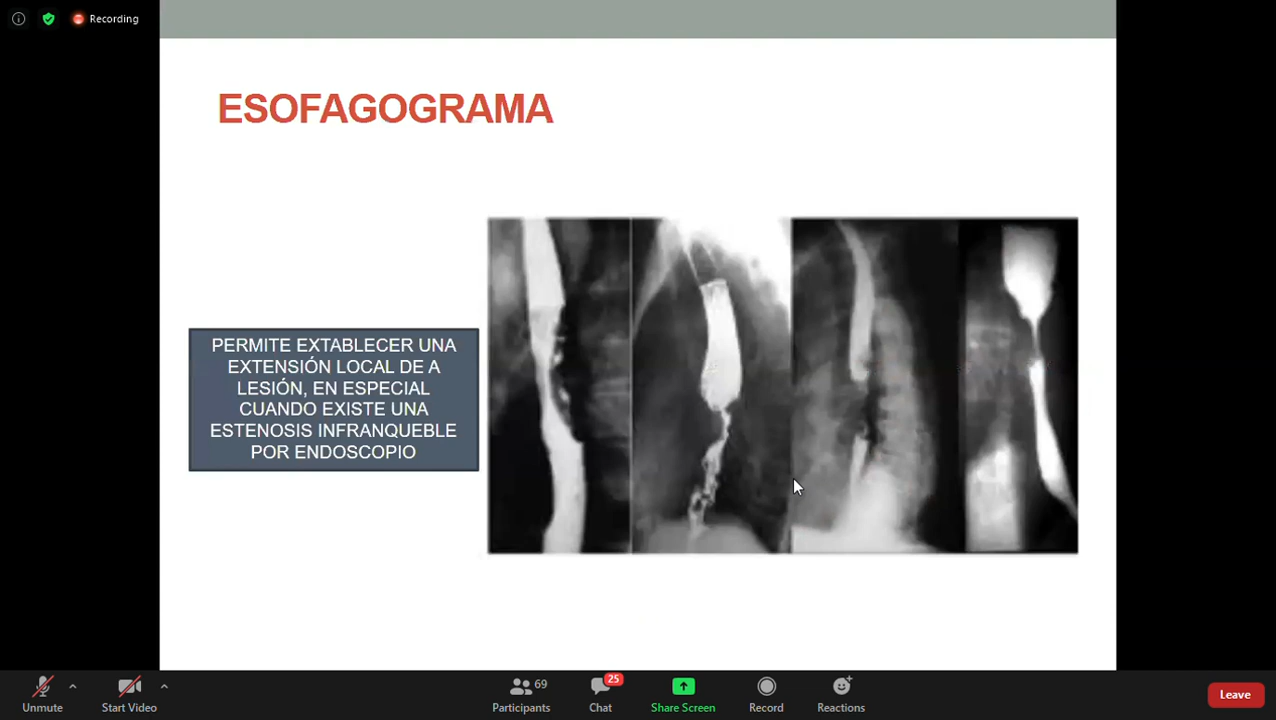 Recording
ESOFAGOGRAMA
PERMITE EXTABLECER UNA
EXTENSIÓN LOCAL DE A
LESIÓN, EN ESPECIAL
CUANDO EXISTE UNA
ESTENOSIS INFRANQUEBLE
POR ENDOSCOPIO
Unmute
Start Video
Participants
69
Chat
25
Share Screen
Record
Reactions
Leave